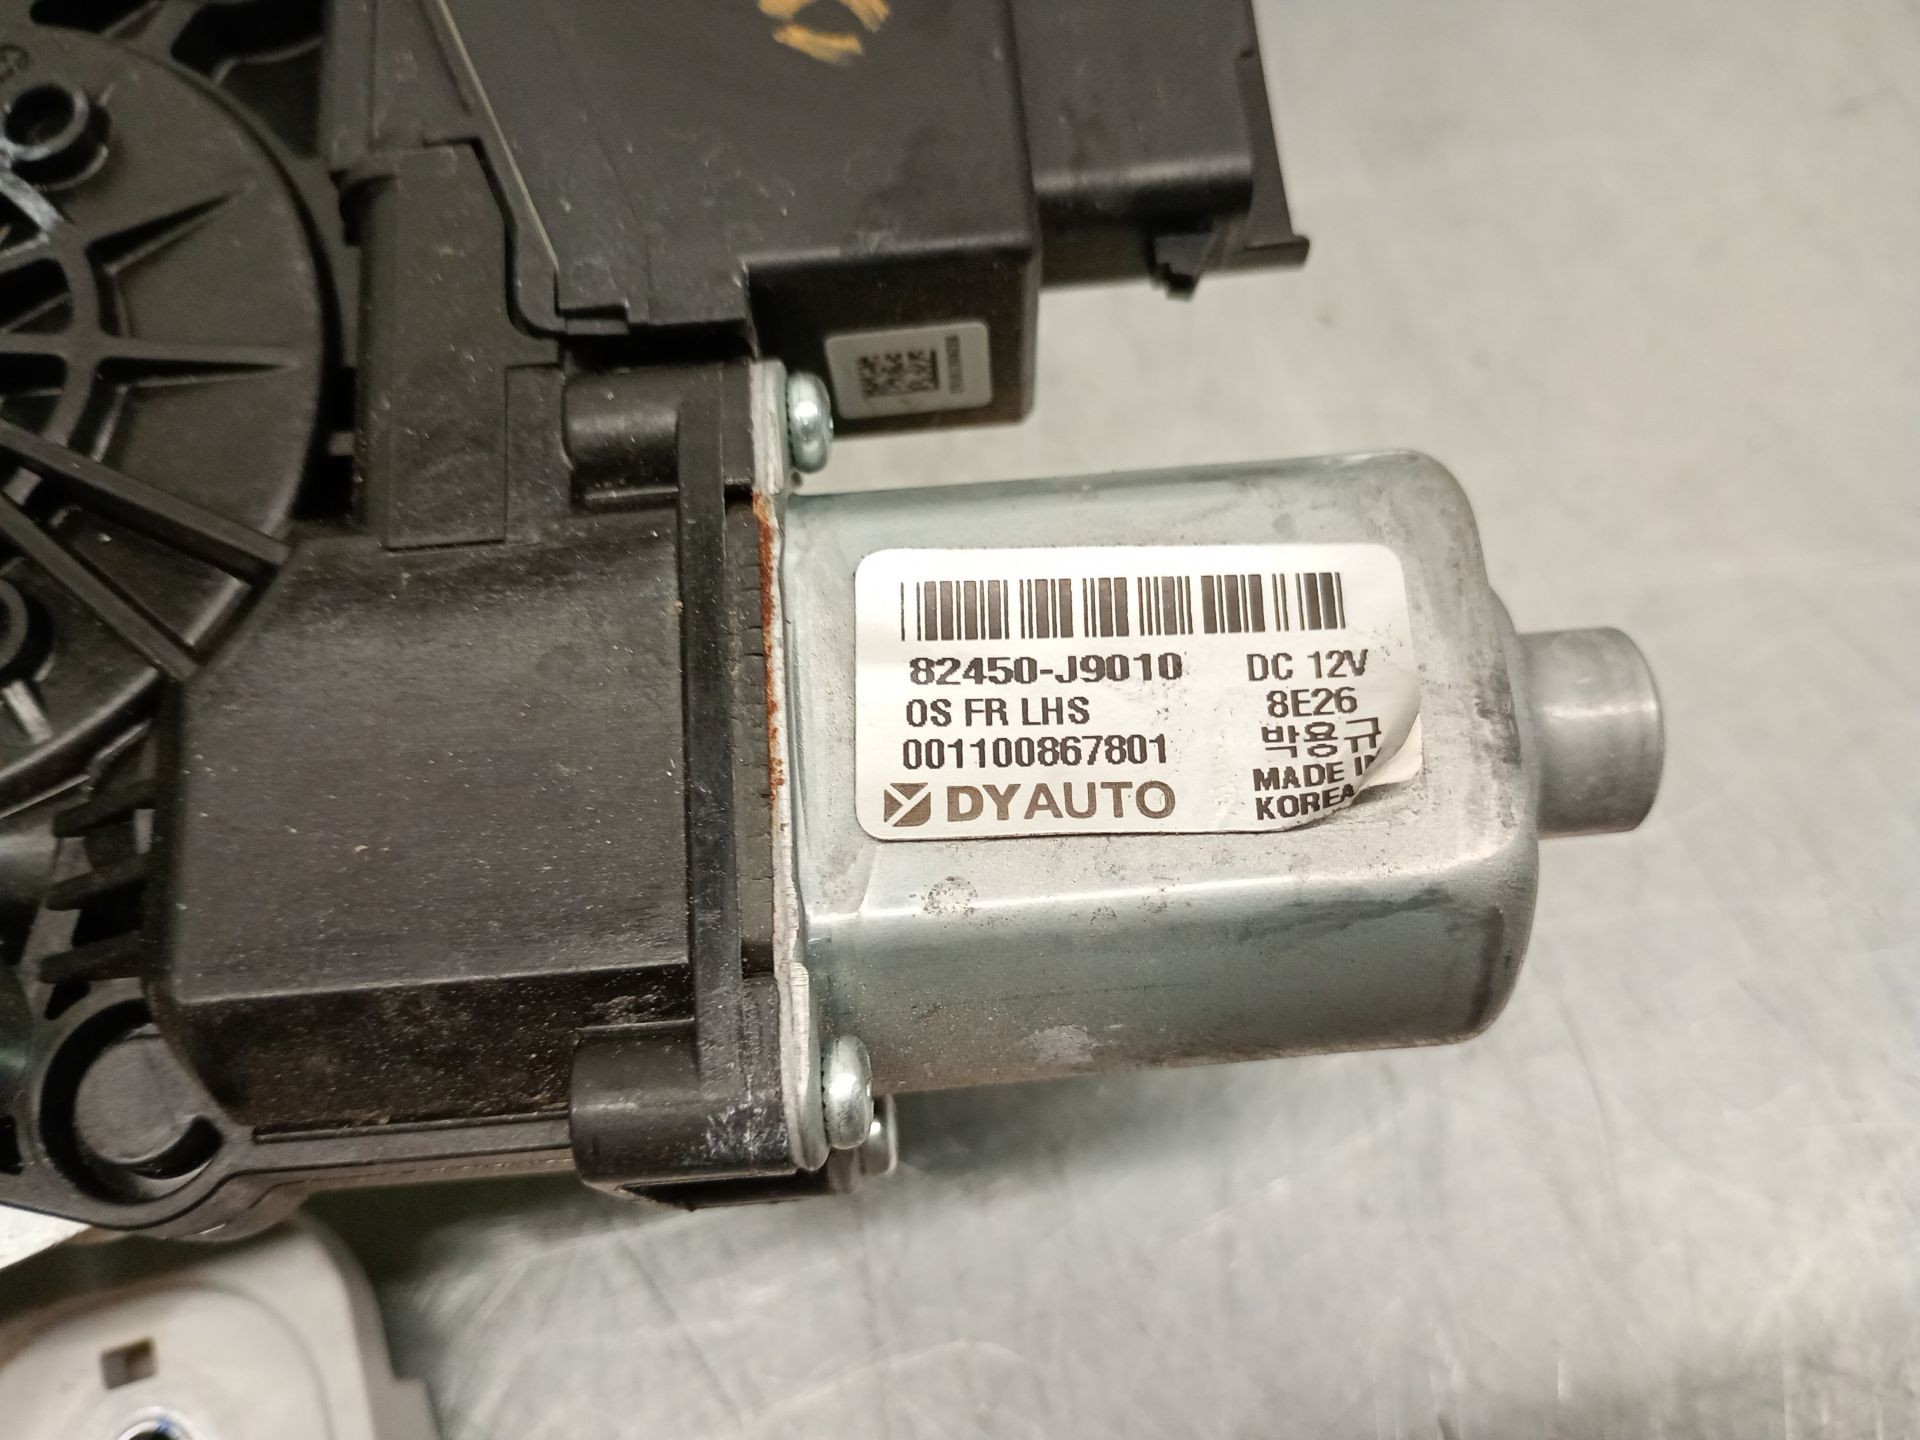 82450-J9010 DC 12V
OS FR LHS 8E26
001100867801 박용규
DYAUTO MADE IN
KOREA